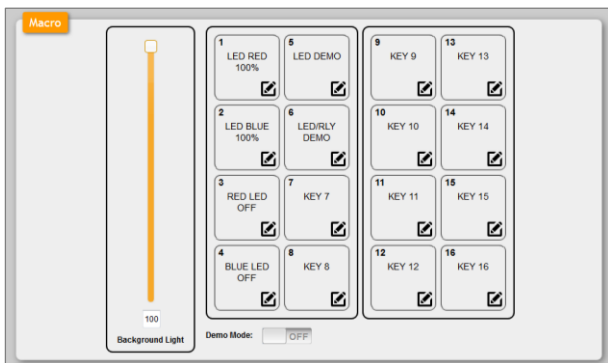 Macro
100
Background Light
1
LED RED
100%
5
LED DEMO
2
LED BLUE
100%
6
LED/RLY
DEMO
3
RED LED
OFF
7
KEY 7
4
BLUE LED
OFF
8
KEY 8
9
KEY 9
13
KEY 13
10
KEY 10
14
KEY 14
11
KEY 11
15
KEY 15
12
KEY 12
16
KEY 16
Demo Mode:
OFF